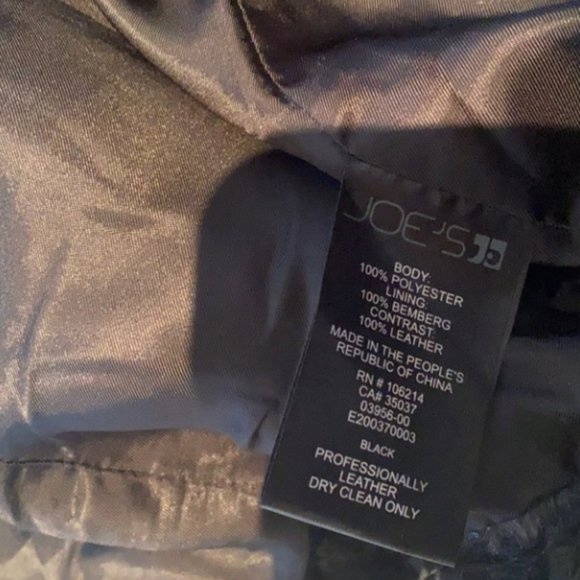 JOE'S
BODY:
100% POLYESTER
LINING:
100% BEMBERG
CONTRAST:
100% LEATHER
MADE IN THE PEOPLE'S
REPUBLIC OF CHINA
RN # 106214
CA# 35037
03956-00
E200370003
BLACK
PROFESSIONALLY
LEATHER
DRY CLEAN ONLY